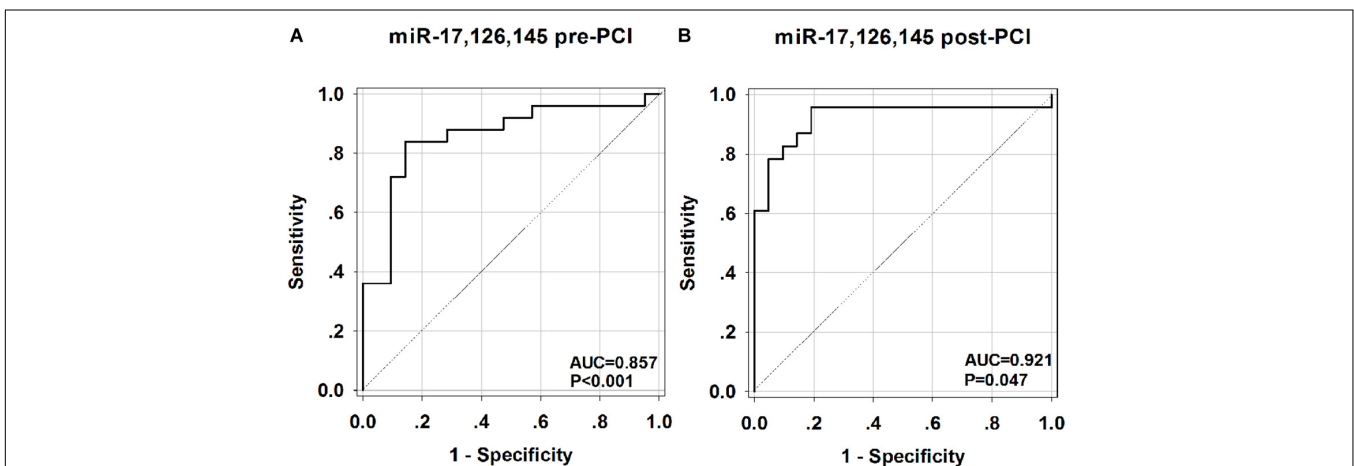 A
miR-17,126,145 pre-PCI
1.0
.8
.6
.4
.2
0.0
Sensitivity
AUC=0.857
P<0.001
0.0 .2 .4 .6 .8 1.0
1 - Specificity
B
miR-17,126,145 post-PCI
1.0
.8
.6
.4
.2
0.0
Sensitivity
AUC=0.921
P=0.047
0.0 .2 .4 .6 .8 1.0
1 - Specificity